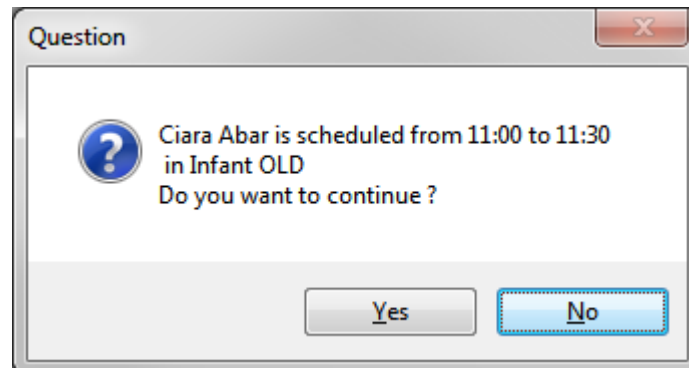 Question
Ciara Abar is scheduled from 11:00 to 11:30
in Infant OLD
Do you want to continue ?
Yes
No